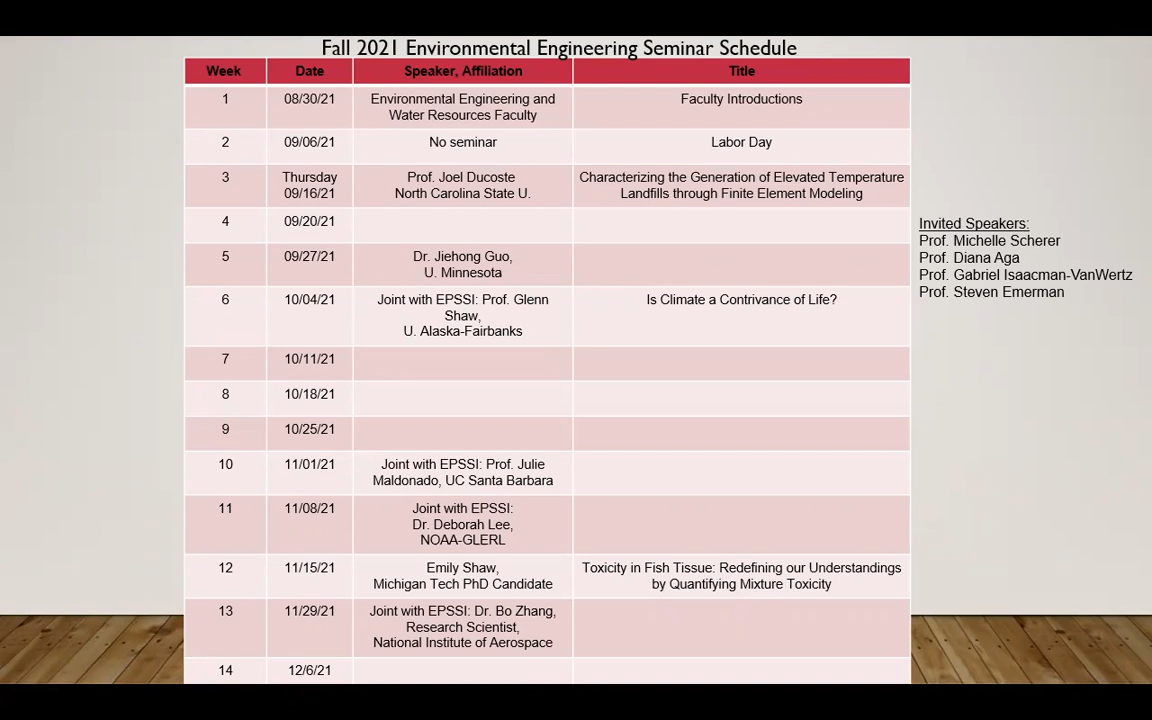 Fall 2021 Environmental Engineering Seminar Schedule
Week Date Speaker, Affiliation Title
1 08/30/21 Environmental Engineering and Faculty Introductions
Water Resources Faculty
2 09/06/21 No seminar Labor Day
3 Thursday Prof. Joel Ducoste Characterizing the Generation of Elevated Temperature
09/16/21 North Carolina State U. Landfills through Finite Element Modeling
4 09/20/21
5 09/27/21 Dr. Jiehong Guo,
U. Minnesota
6 10/04/21 Joint with EPSSI: Prof. Glenn Is Climate a Contrivance of Life?
Shaw,
U. Alaska-Fairbanks
7 10/11/21
8 10/18/21
9 10/25/21
10 11/01/21 Joint with EPSSI: Prof. Julie
Maldonado, UC Santa Barbara
11 11/08/21 Joint with EPSSI:
Dr. Deborah Lee,
NOAA-GLERL
12 11/15/21 Emily Shaw, Toxicity in Fish Tissue: Redefining our Understandings
Michigan Tech PhD Candidate by Quantifying Mixture Toxicity
13 11/29/21 Joint with EPSSI: Dr. Bo Zhang,
Research Scientist,
National Institute of Aerospace
14 12/6/21
Invited Speakers:
Prof. Michelle Scherer
Prof. Diana Aga
Prof. Gabriel Isaacman-VanWertz
Prof. Steven Emerman